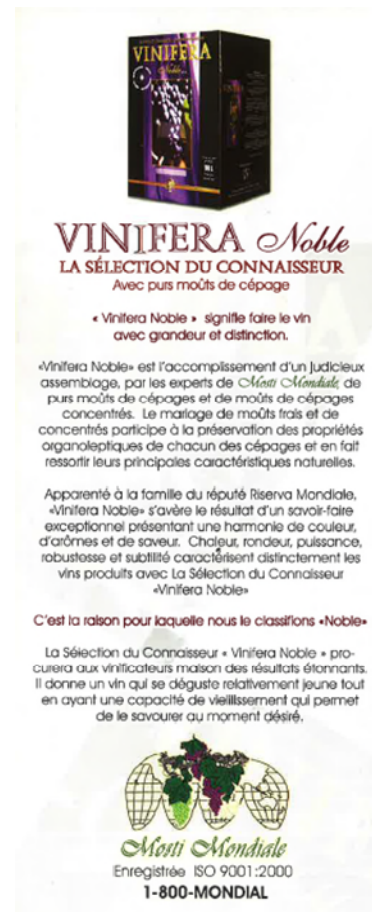 VINIFERA
Noble
VINIFERA Noble
LA SÉLECTION DU CONNAISSEUR
Avec purs moûts de cépage
« Vinifera Noble » signifie faire le vin
avec grandeur et distinction.
«Vinifera Noble» est l'accomplissement d'un judicieux
assemblage, par les experts de Mosti Mondiale, de
purs moûts de cépages et de moûts de cépages
concentrés. Le mariage de moûts frais et de
concentrés participe à la préservation des propriétés
organoleptiques de chacun des cépages et en fait
ressortir leurs principales caractéristiques naturelles.
Apparenté à la famille du réputé Riserva Mondiale,
«Vinifera Noble» s'avère le résultat d'un savoir-faire
exceptionnel présentant une harmonie de couleur,
d'arômes et de saveur. Chaleur, rondeur, puissance,
robustesse et subtilité caractérisent distinctement les
vins produits avec La Sélection du Connaisseur
«Vinifera Noble»
C'est la raison pour laquelle nous le classifions «Noble»
La Sélection du Connaisseur « Vinifera Noble » pro-
curera aux vinificateurs maison des résultats étonnants.
Il donne un vin qui se déguste relativement jeune tout
en ayant une capacité de vieillissement qui permet
de le savourer au moment désiré.
Mosti Mondiale
Enregistrée ISO 9001:2000
1-800-MONDIAL